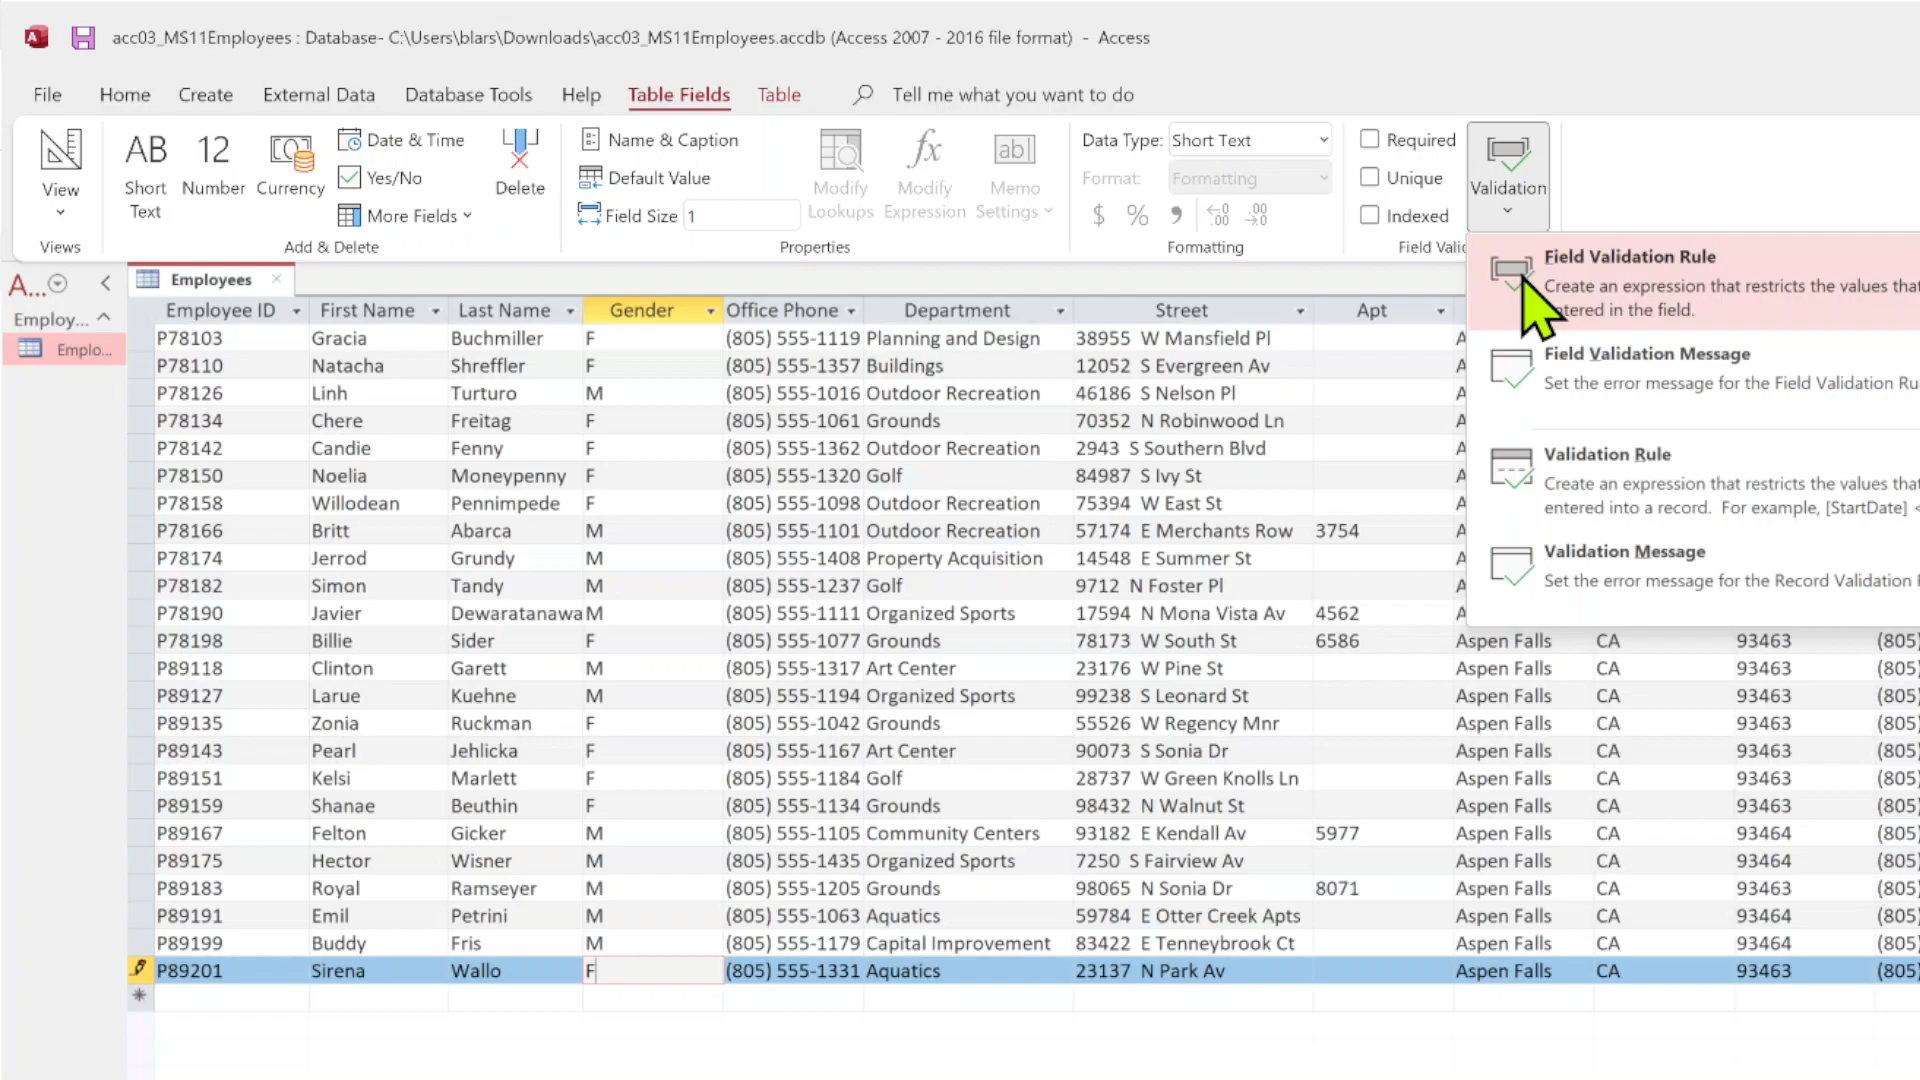 acc03_MS11Employees : Database- C:\Users\blars\Downloads\acc03_MS11Employees.accdb (Access 2007 - 2016 file format) - Access
File Home Create External Data Database Tools Help Table Fields Table Tell me what you want to do
View
Views
AB Short Text
12 Number
Currency
Date & Time
Yes/No
More Fields
Delete
Add & Delete
Name & Caption
Default Value
Field Size 1
Modify Lookups
fx Modify Expression
ab Memo Settings
Properties
Data Type: Short Text
Format: Formatting
$ % , .00 .00
Formatting
Required
Unique
Indexed
Validation
Field Vali
Field Validation Rule
Create an expression that restricts the values that
in the field.
Field Validation Message
Set the error message for the Field Validation Ru
Validation Rule
Create an expression that restricts the values that
entered into a record. For example, [StartDate] <
Validation Message
Set the error message for the Record Validation
A...
Employ...
Emplo...
Employees
Employee ID First Name Last Name Gender Office Phone Department Street Apt
P78103 Gracia Buchmiller F (805) 555-1119 Planning and Design 38955 W Mansfield Pl A
P78110 Natacha Shreffler F (805) 555-1357 Buildings 12052 S Evergreen Av A
P78126 Linh Turturo M (805) 555-1016 Outdoor Recreation 46186 S Nelson Pl A
P78134 Chere Freitag F (805) 555-1061 Grounds 70352 N Robinwood Ln A
P78142 Candie Fenny F (805) 555-1362 Outdoor Recreation 2943 S Southern Blvd A
P78150 Noelia Moneypenny F (805) 555-1320 Golf 84987 S Ivy St A
P78158 Willodean Pennimpede F (805) 555-1098 Outdoor Recreation 75394 W East St A
P78166 Britt Abarca M (805) 555-1101 Outdoor Recreation 57174 E Merchants Row 3754 A
P78174 Jerrod Grundy M (805) 555-1408 Property Acquisition 14548 E Summer St A
P78182 Simon Tandy M (805) 555-1237 Golf 9712 N Foster Pl A
P78190 Javier Dewaratanawa M (805) 555-1111 Organized Sports 17594 N Mona Vista Av 4562 A
P78198 Billie Sider F (805) 555-1077 Grounds 78173 W South St 6586 Aspen Falls CA 93463 (805)
P89118 Clinton Garett M (805) 555-1317 Art Center 23176 W Pine St Aspen Falls CA 93463 (805)
P89127 Larue Kuehne M (805) 555-1194 Organized Sports 99238 S Leonard St Aspen Falls CA 93463 (805)
P89135 Zonia Ruckman F (805) 555-1042 Grounds 55526 W Regency Mnr Aspen Falls CA 93463 (805)
P89143 Pearl Jehlicka F (805) 555-1167 Art Center 90073 S Sonia Dr Aspen Falls CA 93463 (805)
P89151 Kelsi Marlett F (805) 555-1184 Golf 28737 W Green Knolls Ln Aspen Falls CA 93463 (805)
P89159 Shanae Beuthin F (805) 555-1134 Grounds 98432 N Walnut St Aspen Falls CA 93463 (805)
P89167 Felton Gicker M (805) 555-1105 Community Centers 93182 E Kendall Av 5977 Aspen Falls CA 93464 (805)
P89175 Hector Wisner M (805) 555-1435 Organized Sports 7250 S Fairview Av Aspen Falls CA 93464 (805)
P89183 Royal Ramseyer M (805) 555-1205 Grounds 98065 N Sonia Dr 8071 Aspen Falls CA 93463 (805)
P89191 Emil Petrini M (805) 555-1063 Aquatics 59784 E Otter Creek Apts Aspen Falls CA 93464 (805)
P89199 Buddy Fris M (805) 555-1179 Capital Improvement 83422 E Tenneybrook Ct Aspen Falls CA 93464 (805)
P89201 Sirena Wallo F (805) 555-1331 Aquatics 23137 N Park Av Aspen Falls CA 93463 (805)